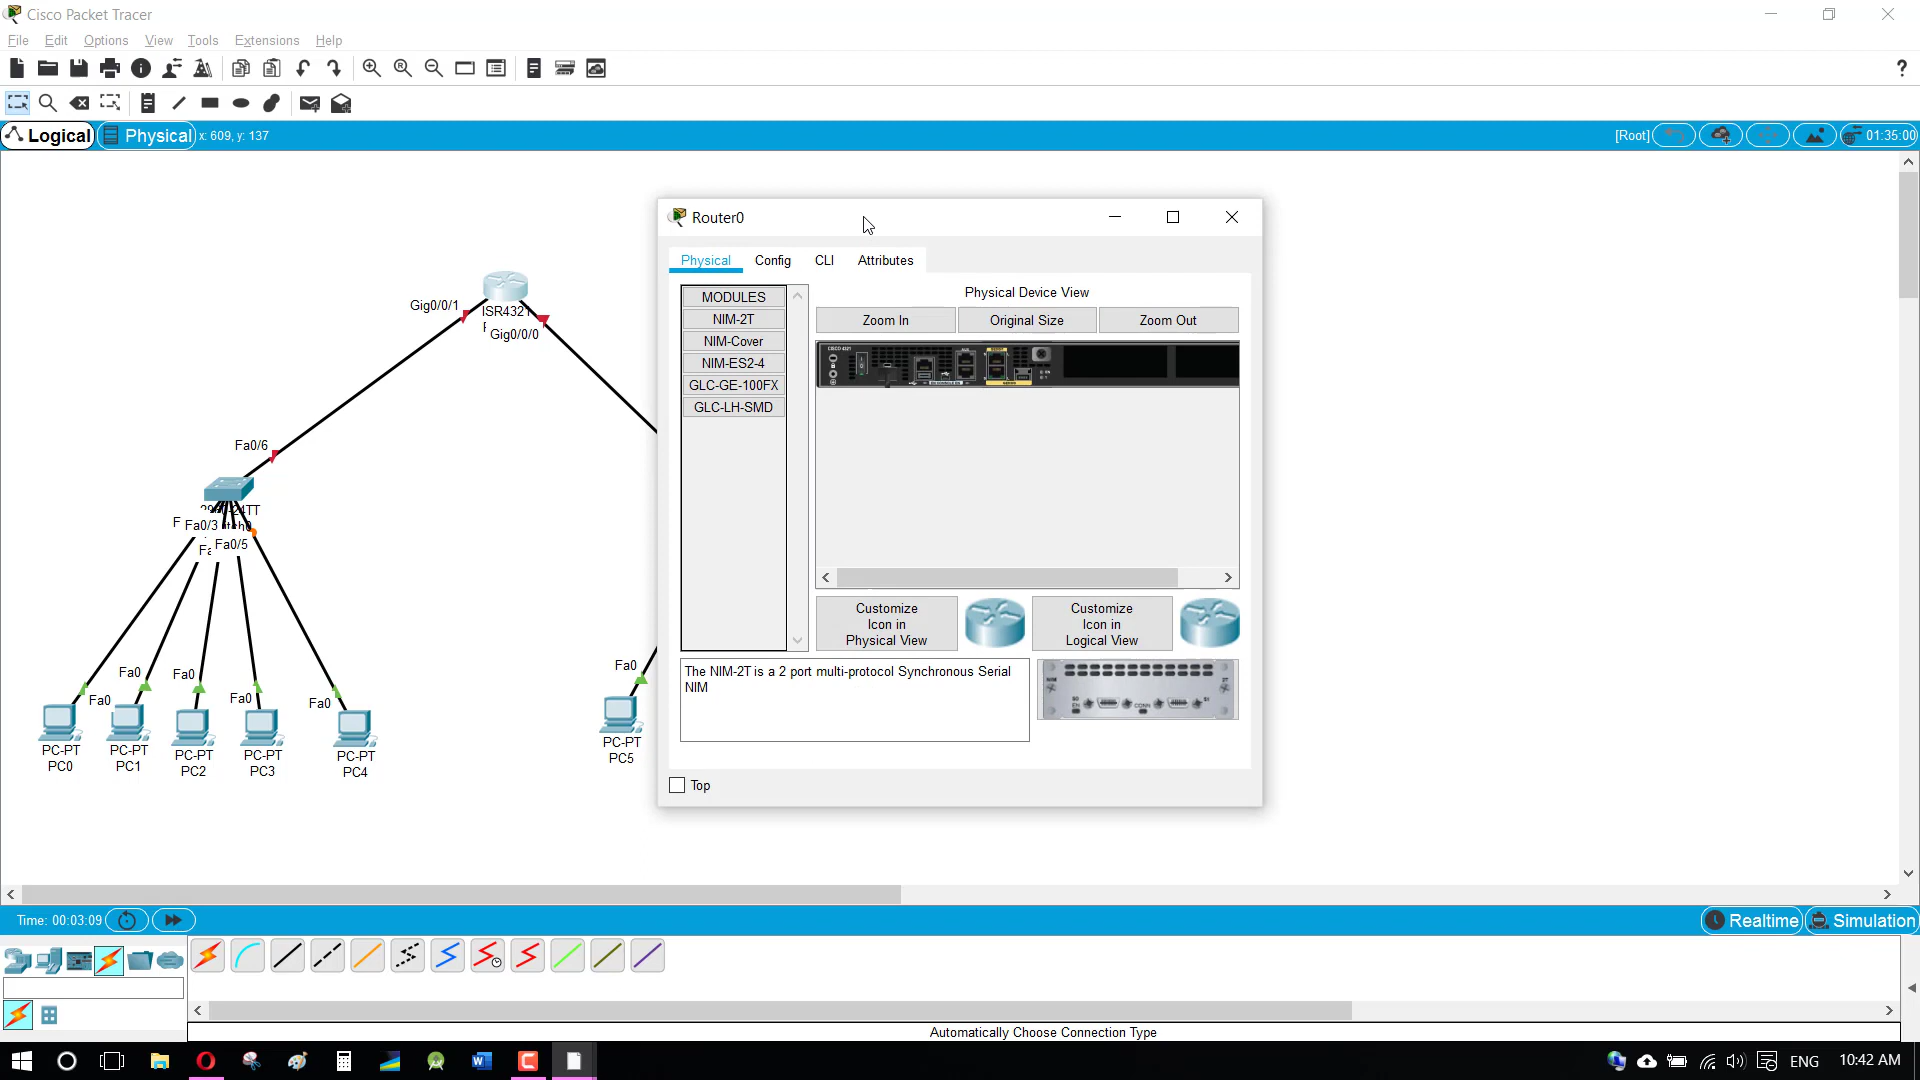 Cisco Packet Tracer
File Edit Options View Tools Extensions Help
?
Logical Physical x: 609, y: 137 [Root] 01:35:00
Router0
Physical Config CLI Attributes
MODULES
NIM-2T
NIM-Cover
NIM-ES2-4
GLC-GE-100FX
GLC-LH-SMD
Physical Device View
Zoom In Original Size Zoom Out
CISCO 4321
Customize
Icon in
Physical View
Customize
Icon in
Logical View
The NIM-2T is a 2 port multi-protocol Synchronous Serial
NIM
Top
Gig0/0/1
ISR4321
Gig0/0/0
Fa0/6
Fa0/3
Fa0/5
Fa0
Fa0
Fa0
Fa0
Fa0
Fa0
PC-PT
PC0
PC-PT
PC1
PC-PT
PC2
PC-PT
PC3
PC-PT
PC4
PC-PT
PC5
Time: 00:03:09 Realtime Simulation
Automatically Choose Connection Type
ENG 10:42 AM